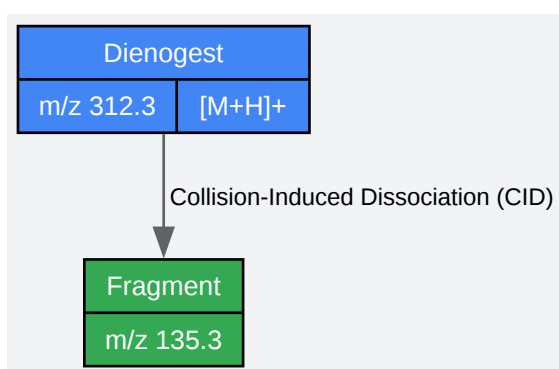 Dienogest
m/z 312.3 [M+H]+
Collision-Induced Dissociation (CID)
Fragment
m/z 135.3